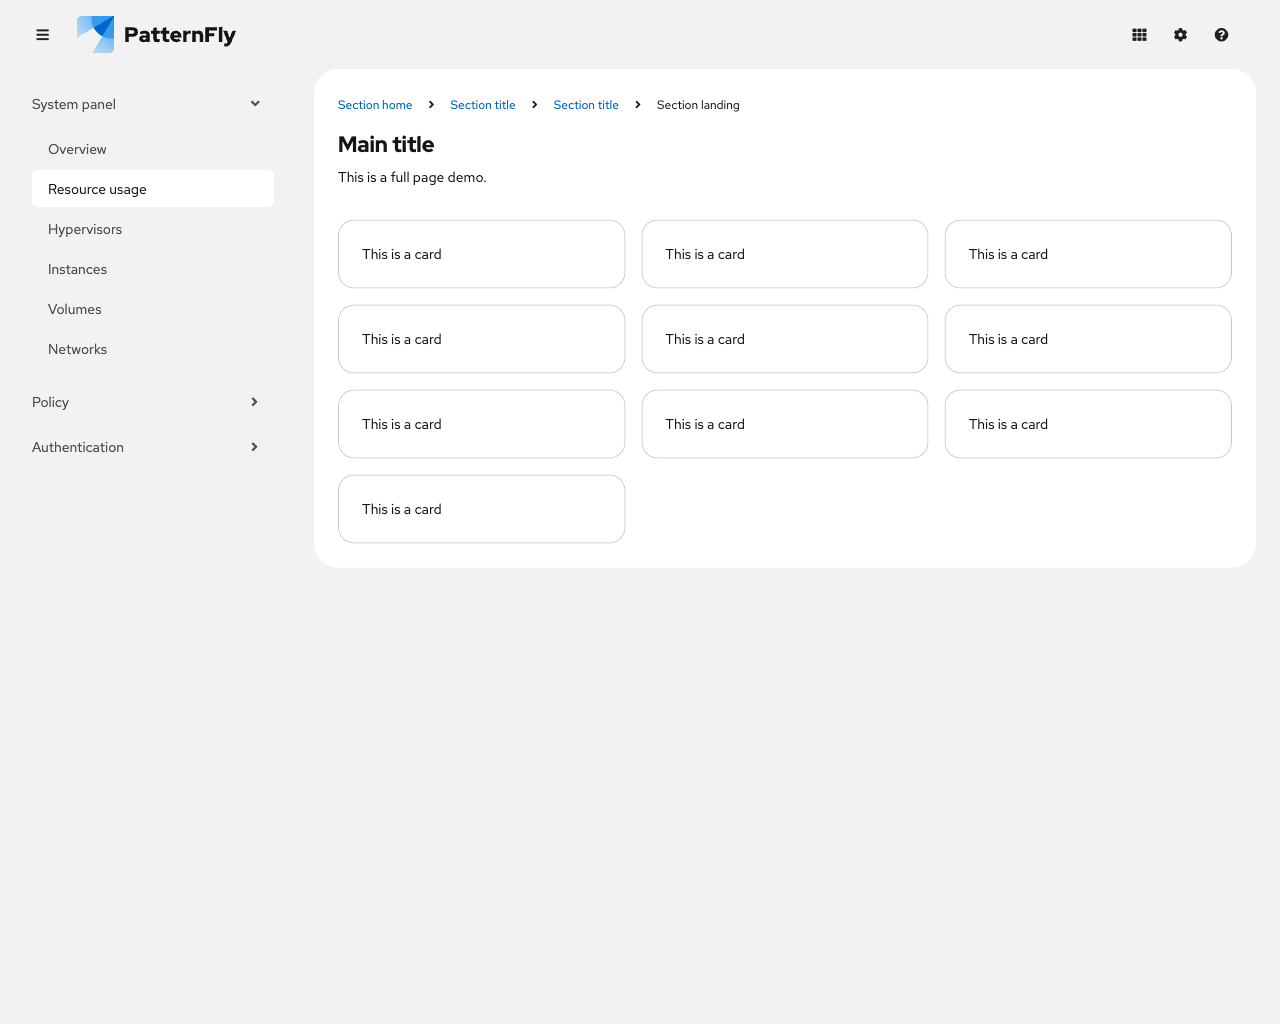 PatternFly
System panel
Overview
Resource usage
Hypervisors
Instances
Volumes
Networks
Policy
Authentication
Section home Section title Section title Section landing
Main title
This is a full page demo.
This is a card This is a card This is a card
This is a card This is a card This is a card
This is a card This is a card This is a card
This is a card